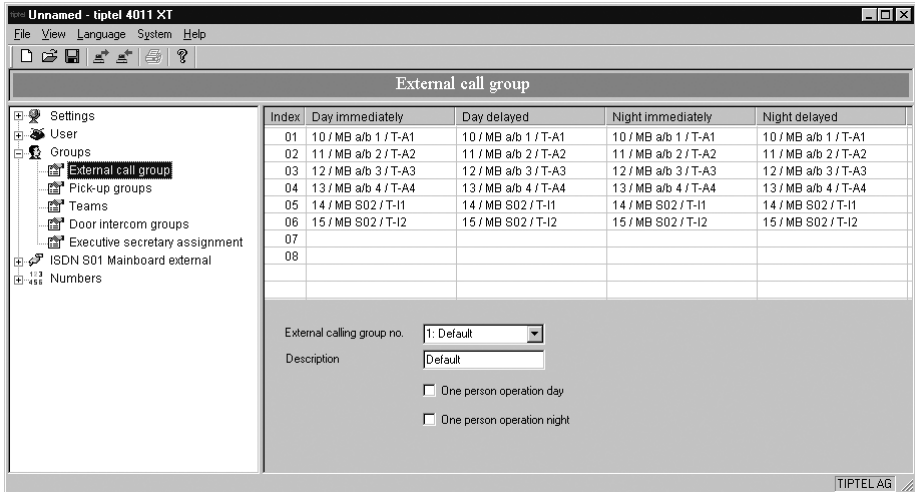 tiptel Unnamed - tiptel 4011 XT
File View Language System Help
External call group
Settings
User
Groups
External call group
Pick-up groups
Teams
Door intercom groups
Executive secretary assignment
ISDN S01 Mainboard external
123 456 Numbers
Index Day immediately Day delayed Night immediately Night delayed
01 10 / MB a/b 1 / T-A1 10 / MB a/b 1 / T-A1 10 / MB a/b 1 / T-A1 10 / MB a/b 1 / T-A1
02 11 / MB a/b 2 / T-A2 11 / MB a/b 2 / T-A2 11 / MB a/b 2 / T-A2 11 / MB a/b 2 / T-A2
03 12 / MB a/b 3 / T-A3 12 / MB a/b 3 / T-A3 12 / MB a/b 3 / T-A3 12 / MB a/b 3 / T-A3
04 13 / MB a/b 4 / T-A4 13 / MB a/b 4 / T-A4 13 / MB a/b 4 / T-A4 13 / MB a/b 4 / T-A4
05 14 / MB S02 / T-I1 14 / MB S02 / T-I1 14 / MB S02 / T-I1 14 / MB S02 / T-I1
06 15 / MB S02 / T-I2 15 / MB S02 / T-I2 15 / MB S02 / T-I2 15 / MB S02 / T-I2
07
08
External calling group no. 1: Default
Description Default
One person operation day
One person operation night
TIPTEL AG